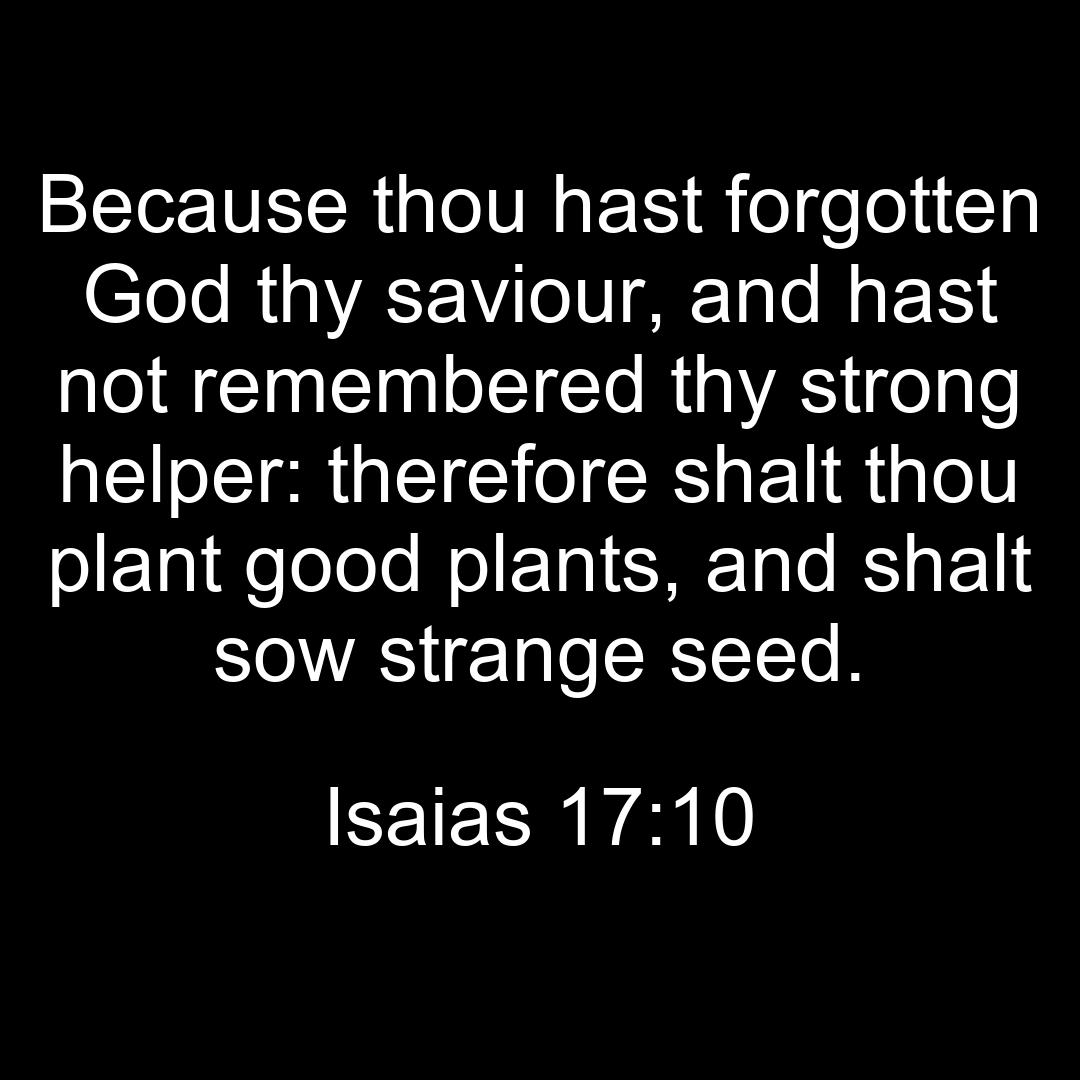 Because thou hast forgotten
God thy saviour, and hast
not remembered thy strong
helper: therefore shalt thou
plant good plants, and shalt
sow strange seed.
Isaias 17:10